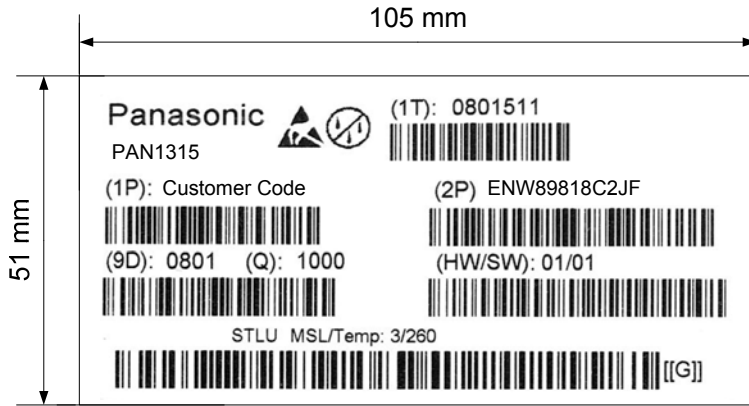 105 mm
51 mm
Panasonic
PAN1315
(1T): 0801511
(1P): Customer Code
(2P) ENW89818C2JF
(9D): 0801 (Q): 1000
(HW/SW): 01/01
STLU MSL/Temp: 3/260
[[G]]